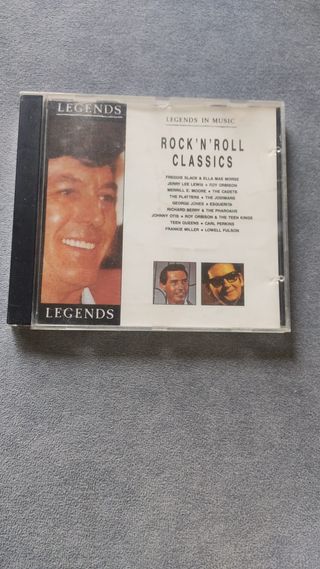 LEGENDS
LEGENDS IN MUSIC
ROCK'N'ROLL
CLASSICS
FREDDIE SLACK & ELLA MAE MORSE
JERRY LEE LEWIS • ROY ORBISON
MERRILL E. MOORE • THE CADETS
THE PLATTERS • THE JODIMARS
GEORGE JONES • ESQUERITA
RICHARD BERRY & THE PHAROAHS
JOHNNY OTIS • ROY ORBISON & THE TEEN KINGS
TEEN QUEENS • CARL PERKINS
FRANKIE MILLER • LOWELL FULSON
LEGENDS